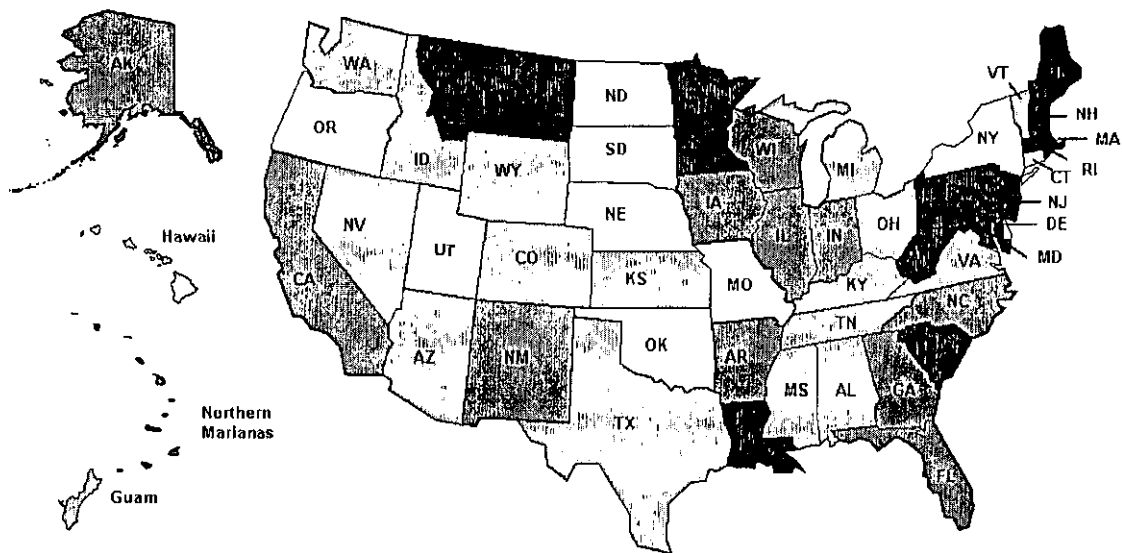 AK
WA
VT
ND
NH
OR
MA
NY
SD
WI
ID
MI
RI
WY
CT
IA
NJ
NE
OH
DE
NV
IL
IN
Hawaii
UT
CO
MD
VA
CA
KS
MO
KY
NC
TN
OK
AZ
NM
AR
MS
AL
GA
Northern
Marianas
TX
FL
Guam